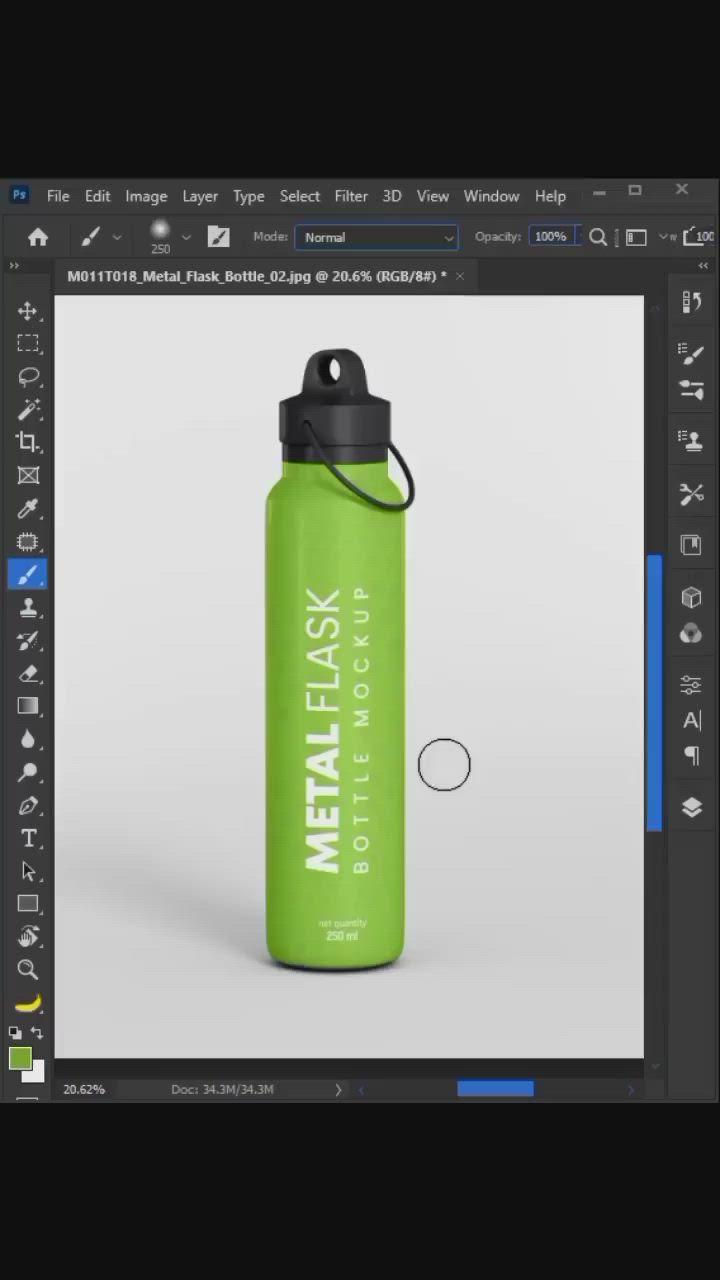 Ps File Edit Image Layer Type Select Filter 3D View Window Help
250 Mode: Normal Opacity: 100% 100
M011T018_Metal_Flask_Bottle_02.jpg @ 20.6% (RGB/8#) *
METAL FLASK
BOTTLE MOCKUP
net quantity
250 ml
20.62% Doc: 34.3M/34.3M